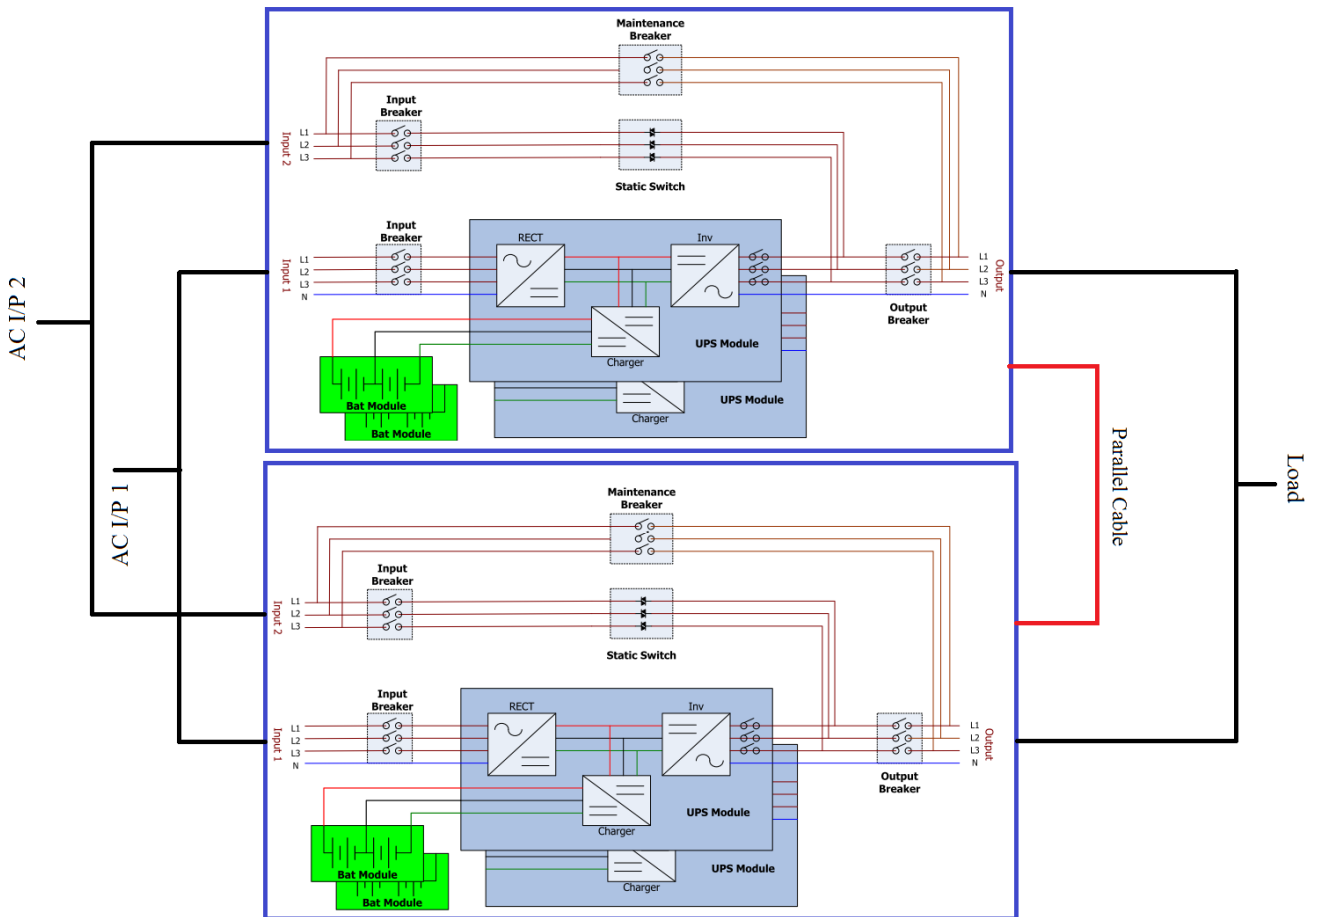 AC I/P 2
AC I/P 1
Maintenance
Breaker
Input
Breaker
Input 2
L1
L2
L3
Static Switch
Input
Breaker
RECT
Inv
Input 1
L1
L2
L3
N
L1
L2
L3
N
Output
Output
Breaker
UPS Module
Charger
Bat Module
UPS Module
Charger
Bat Module
Maintenance
Breaker
Input
Breaker
Input 2
L1
L2
L3
Static Switch
Input
Breaker
RECT
Inv
Input 1
L1
L2
L3
N
L1
L2
L3
N
Output
Output
Breaker
UPS Module
Charger
Bat Module
UPS Module
Charger
Bat Module
Parallel Cable
Load